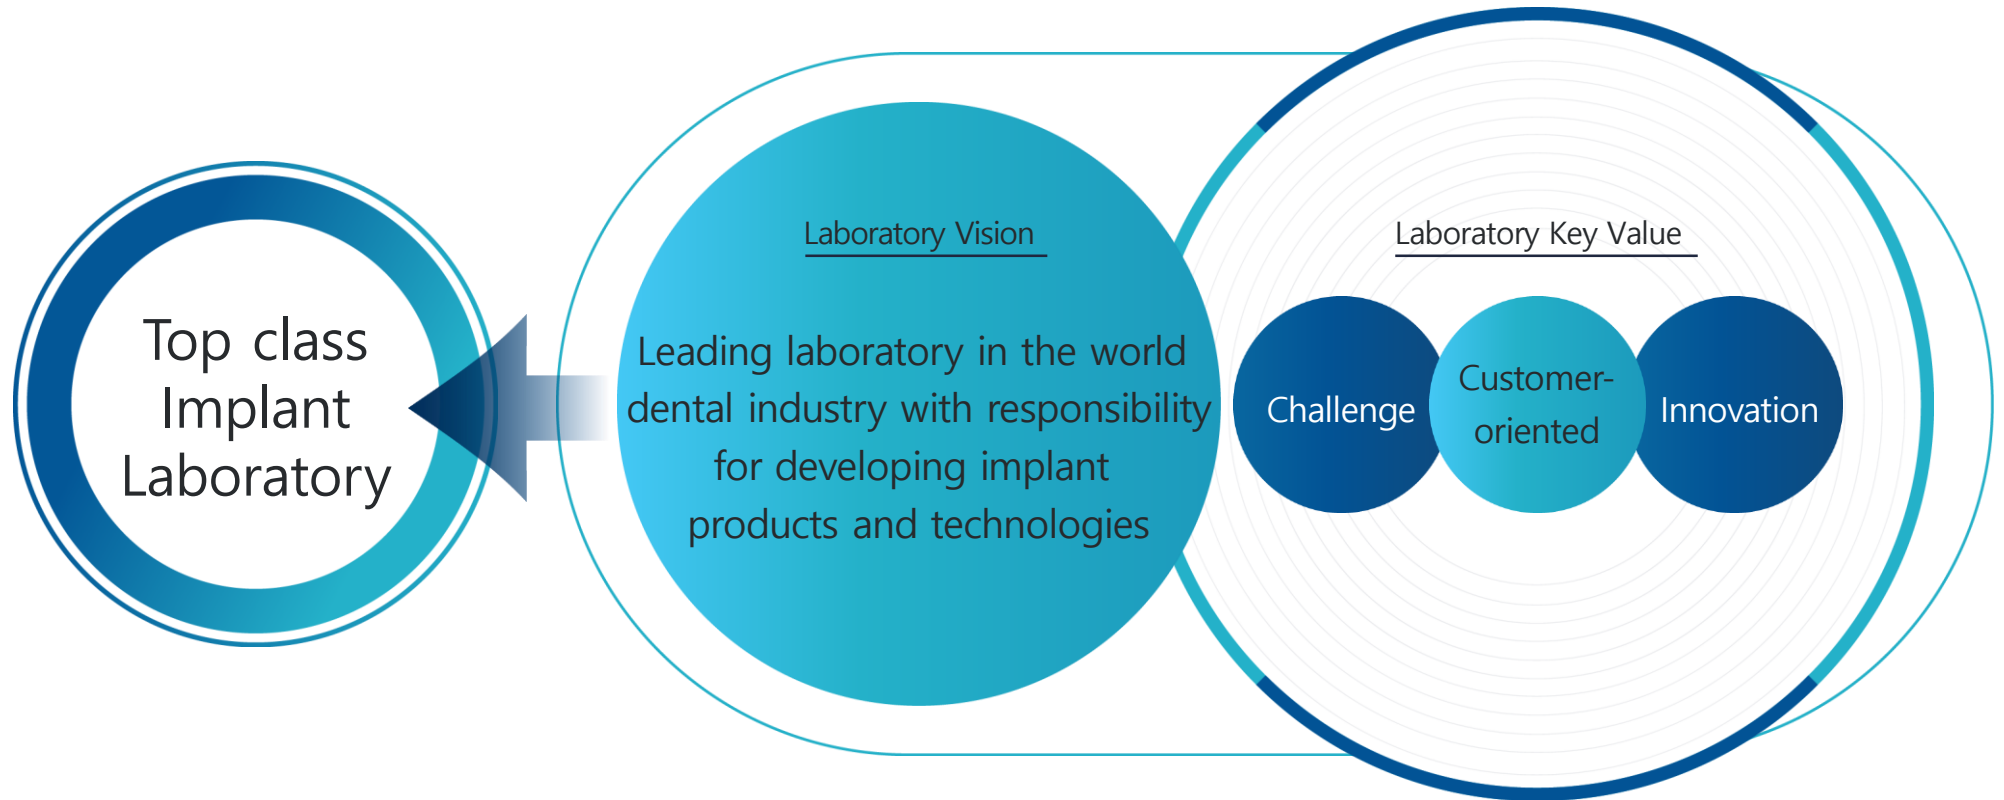 Top class
Implant
Laboratory
Laboratory Vision
Leading laboratory in the world
dental industry with responsibility
for developing implant
products and technologies
Laboratory Key Value
Challenge
Customer-
oriented
Innovation